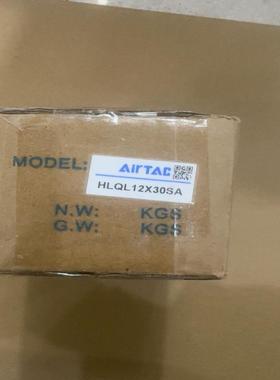 MODEL: AirTAC
HLQL12X30SA
N.W: KGS
G.W: KGS